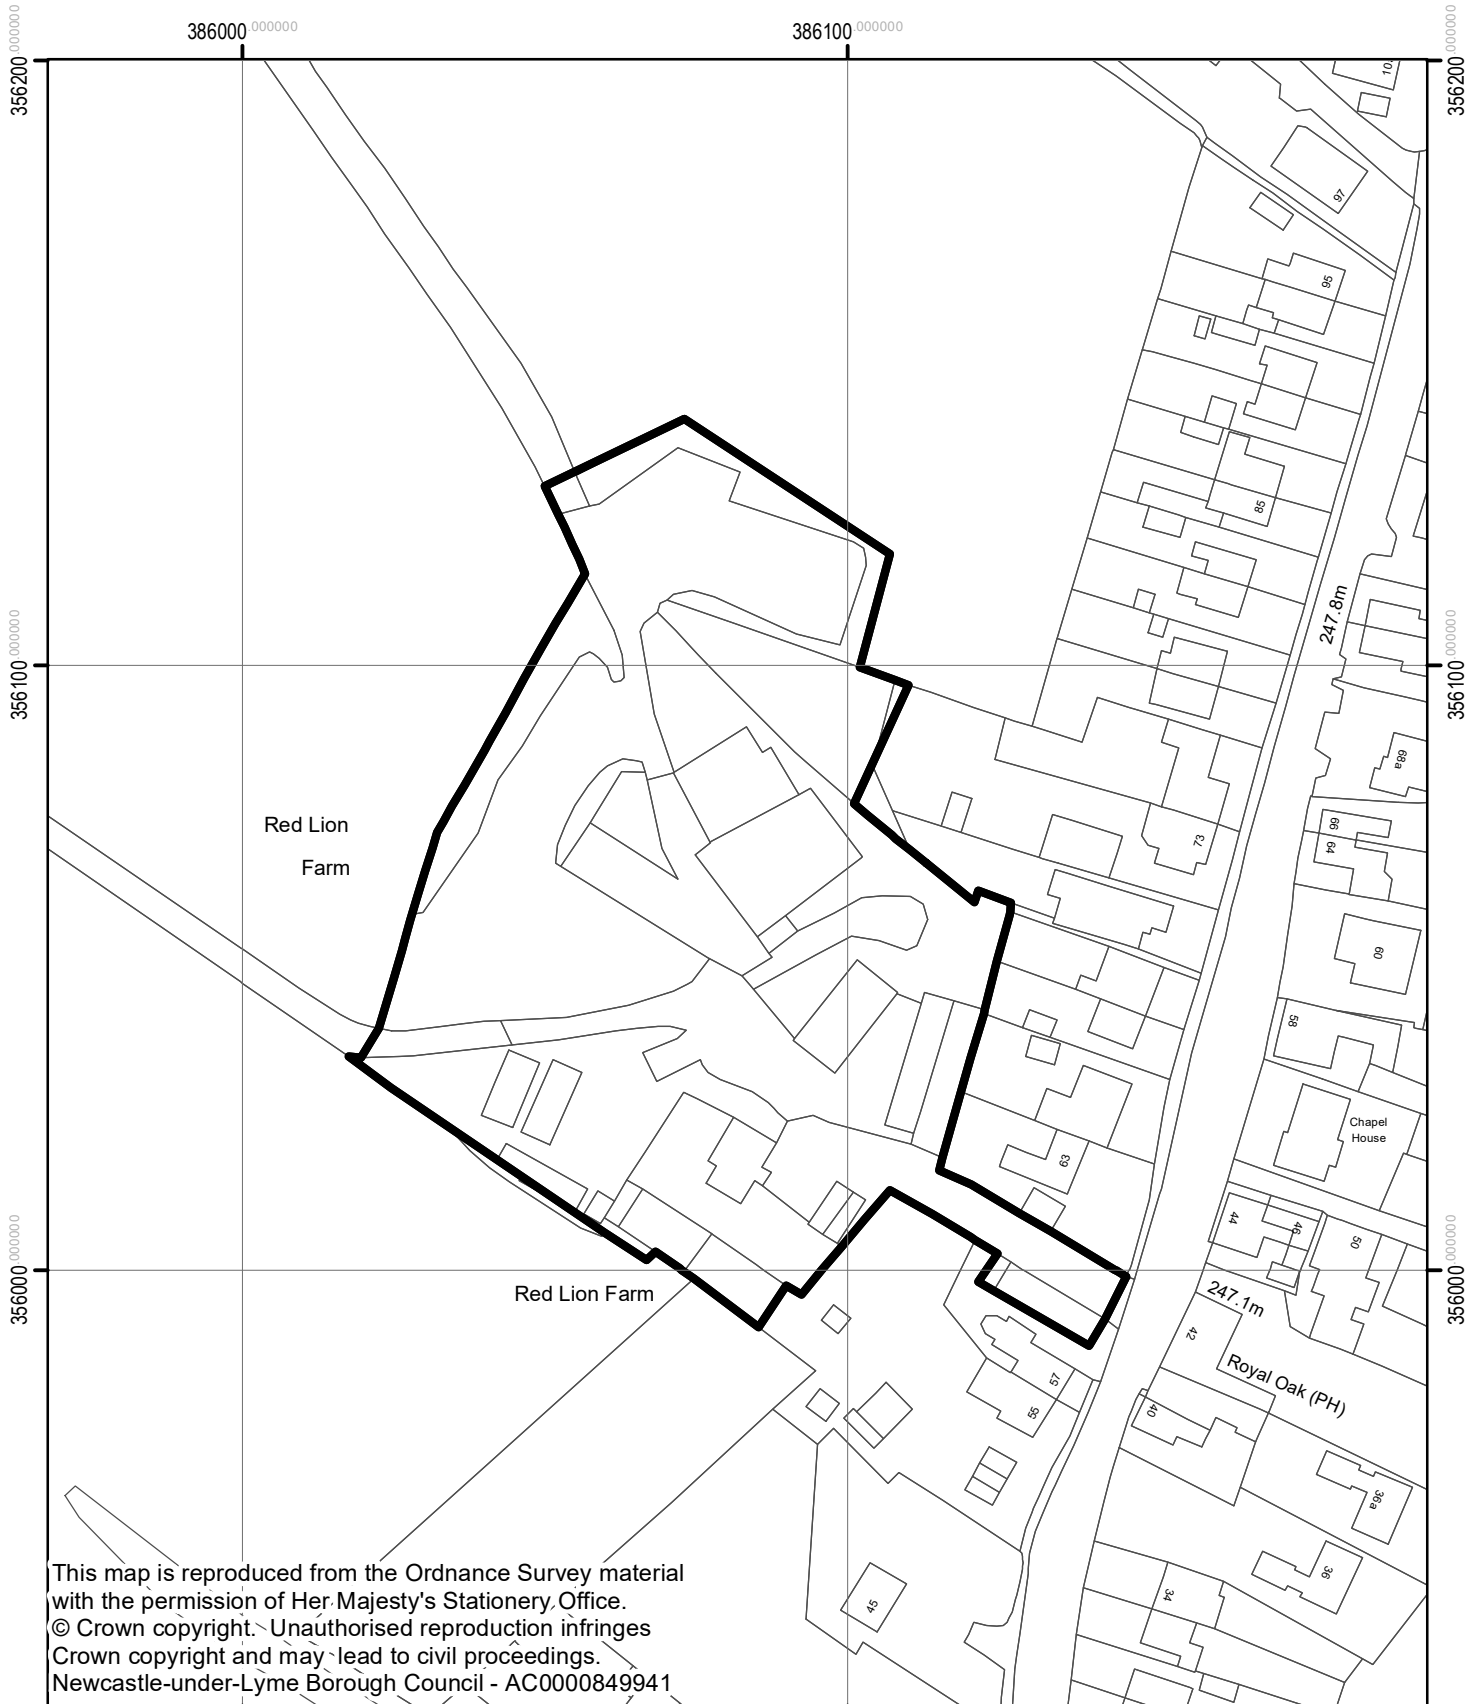 386000.000000
386100.000000
356200.000000
356200.000000
97
95
85
247.8m
356100.000000
356100.000000
68a
Red Lion
Farm
66
64
73
60
58
Chapel
House
63
44
46
50
356000.000000
356000.000000
Red Lion Farm
247.1m
42
Royal Oak (PH)
57
55
40
36a
36
34
45
This map is reproduced from the Ordnance Survey material
with the permission of Her Majesty's Stationery Office.
© Crown copyright. Unauthorised reproduction infringes
Crown copyright and may lead to civil proceedings.
Newcastle-under-Lyme Borough Council - AC0000849941